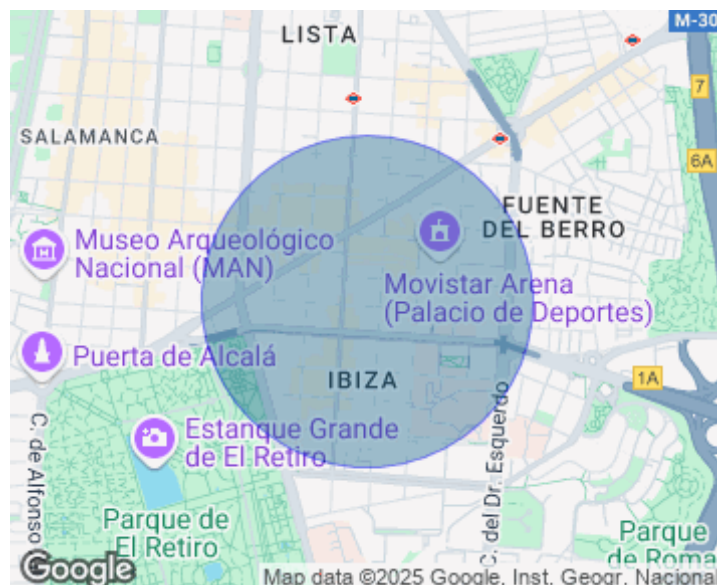 LISTA
M-30
7
SALAMANCA
6A
FUENTE
DEL BERRO
Museo Arqueológico
Nacional (MAN)
Movistar Arena
(Palacio de Deportes)
Puerta de Alcalá
IBIZA
1A
C. de Alfonso
Estanque Grande
de El Retiro
C. del Dr. Esquerdo
Parque de
El Retiro
Parque
de Roma
Google
Map data ©2025 Google, Inst. Geogr. Nacional